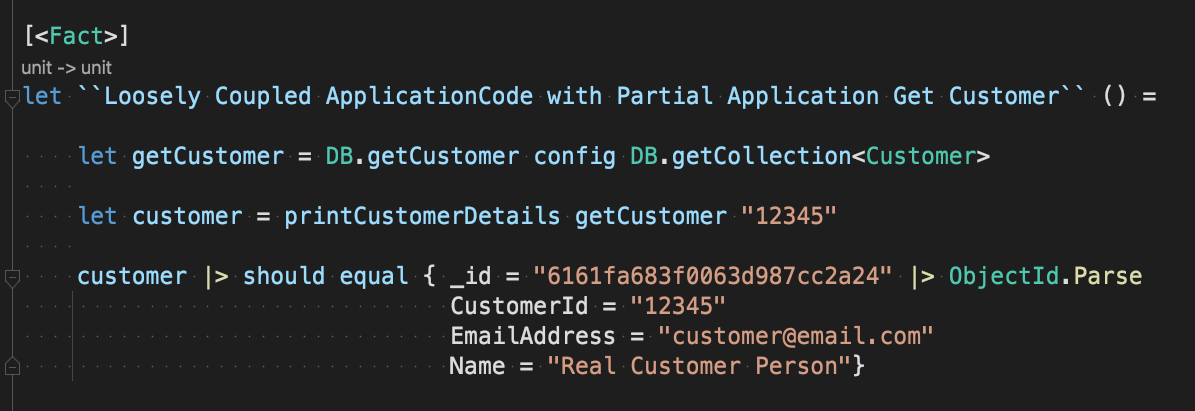 [<Fact>]
unit -> unit
let ``Loosely Coupled ApplicationCode with Partial Application Get Customer`` () =
let getCustomer = DB.getCustomer config DB.getCollection<Customer>
let customer = printCustomerDetails getCustomer "12345"
customer |> should equal { _id = "6161fa683f0063d987cc2a24" |> ObjectId.Parse
CustomerId = "12345"
EmailAddress = "customer@email.com"
Name = "Real Customer Person"}